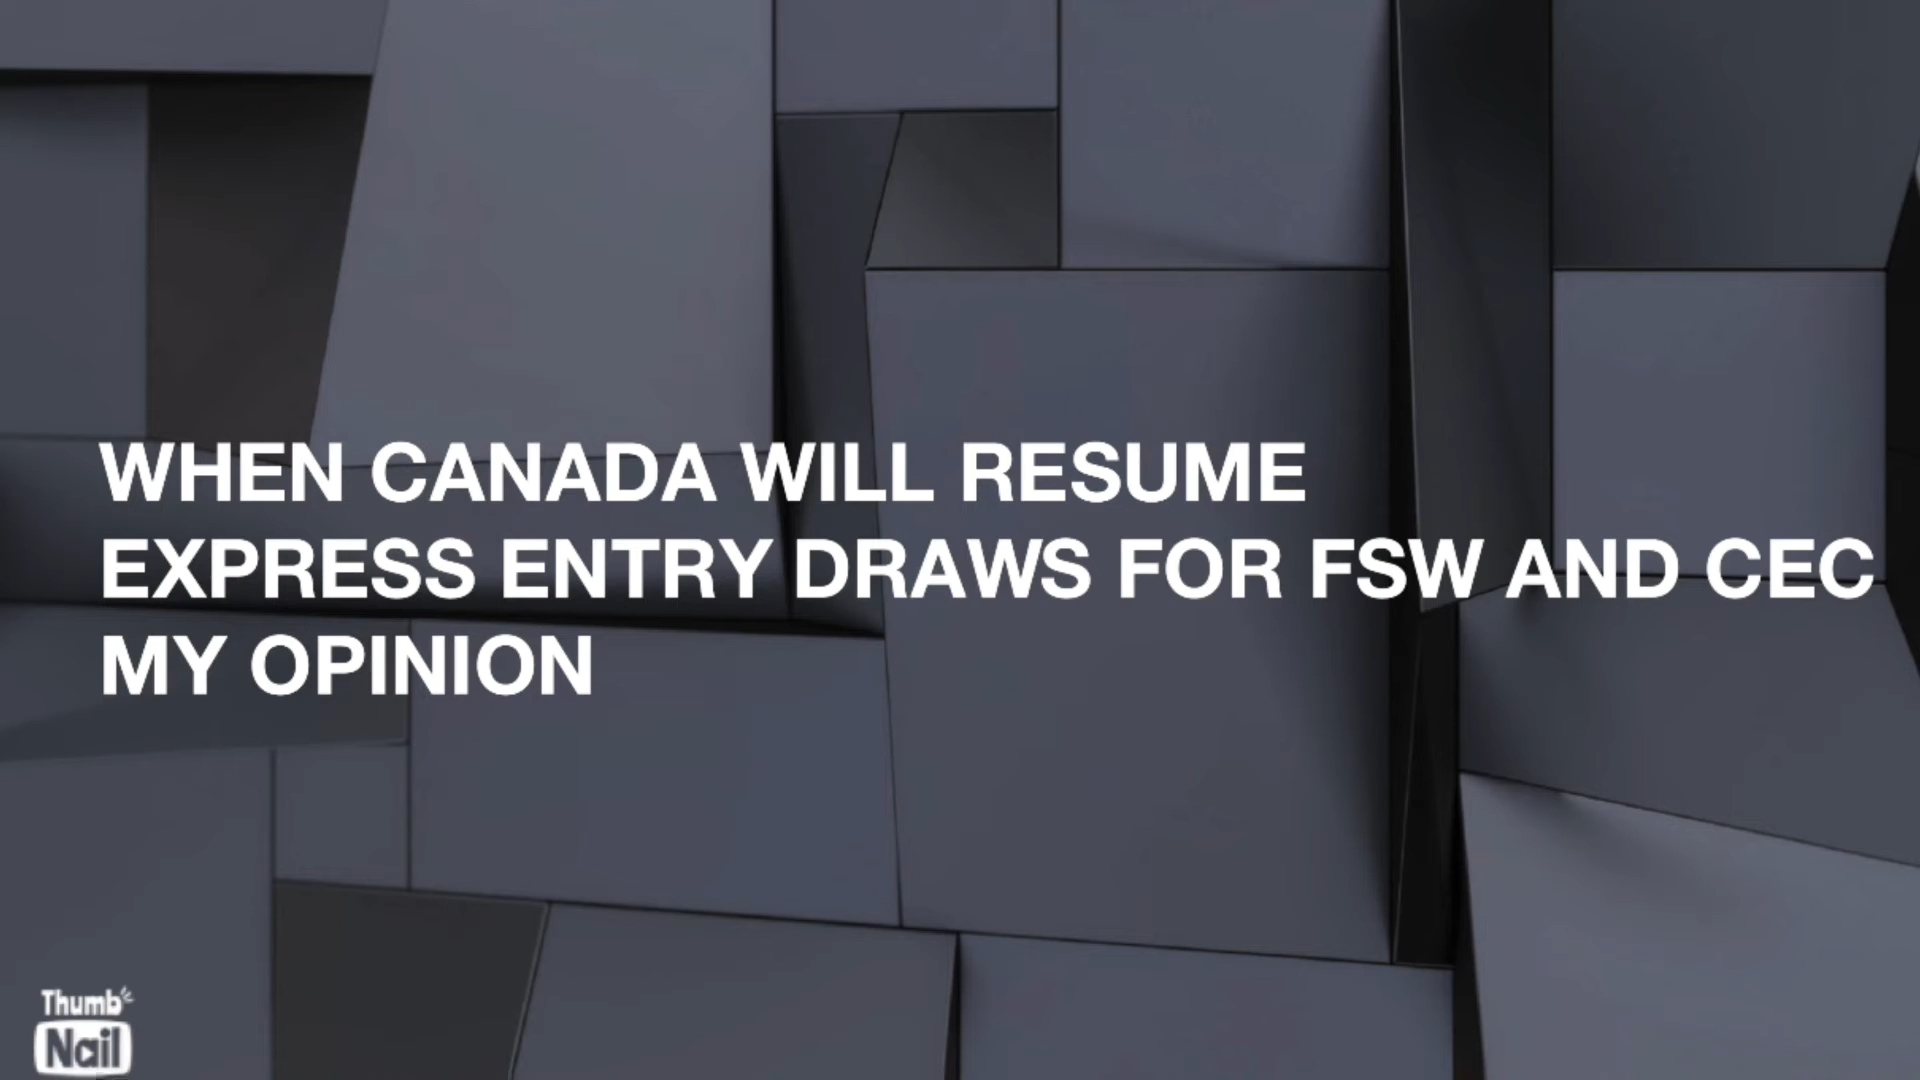 WHEN CANADA WILL RESUME
EXPRESS ENTRY DRAWS FOR FSW AND CEC
MY OPINION
Thumb
Nail